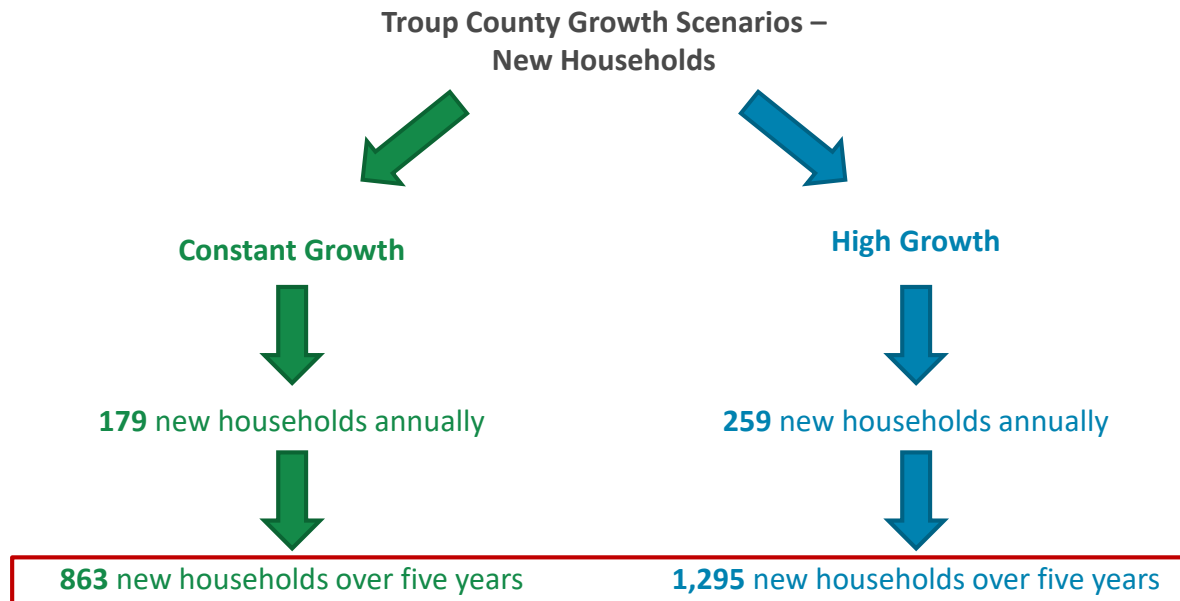 Troup County Growth Scenarios –
New Households
Constant Growth
High Growth
179 new households annually
259 new households annually
863 new households over five years
1,295 new households over five years